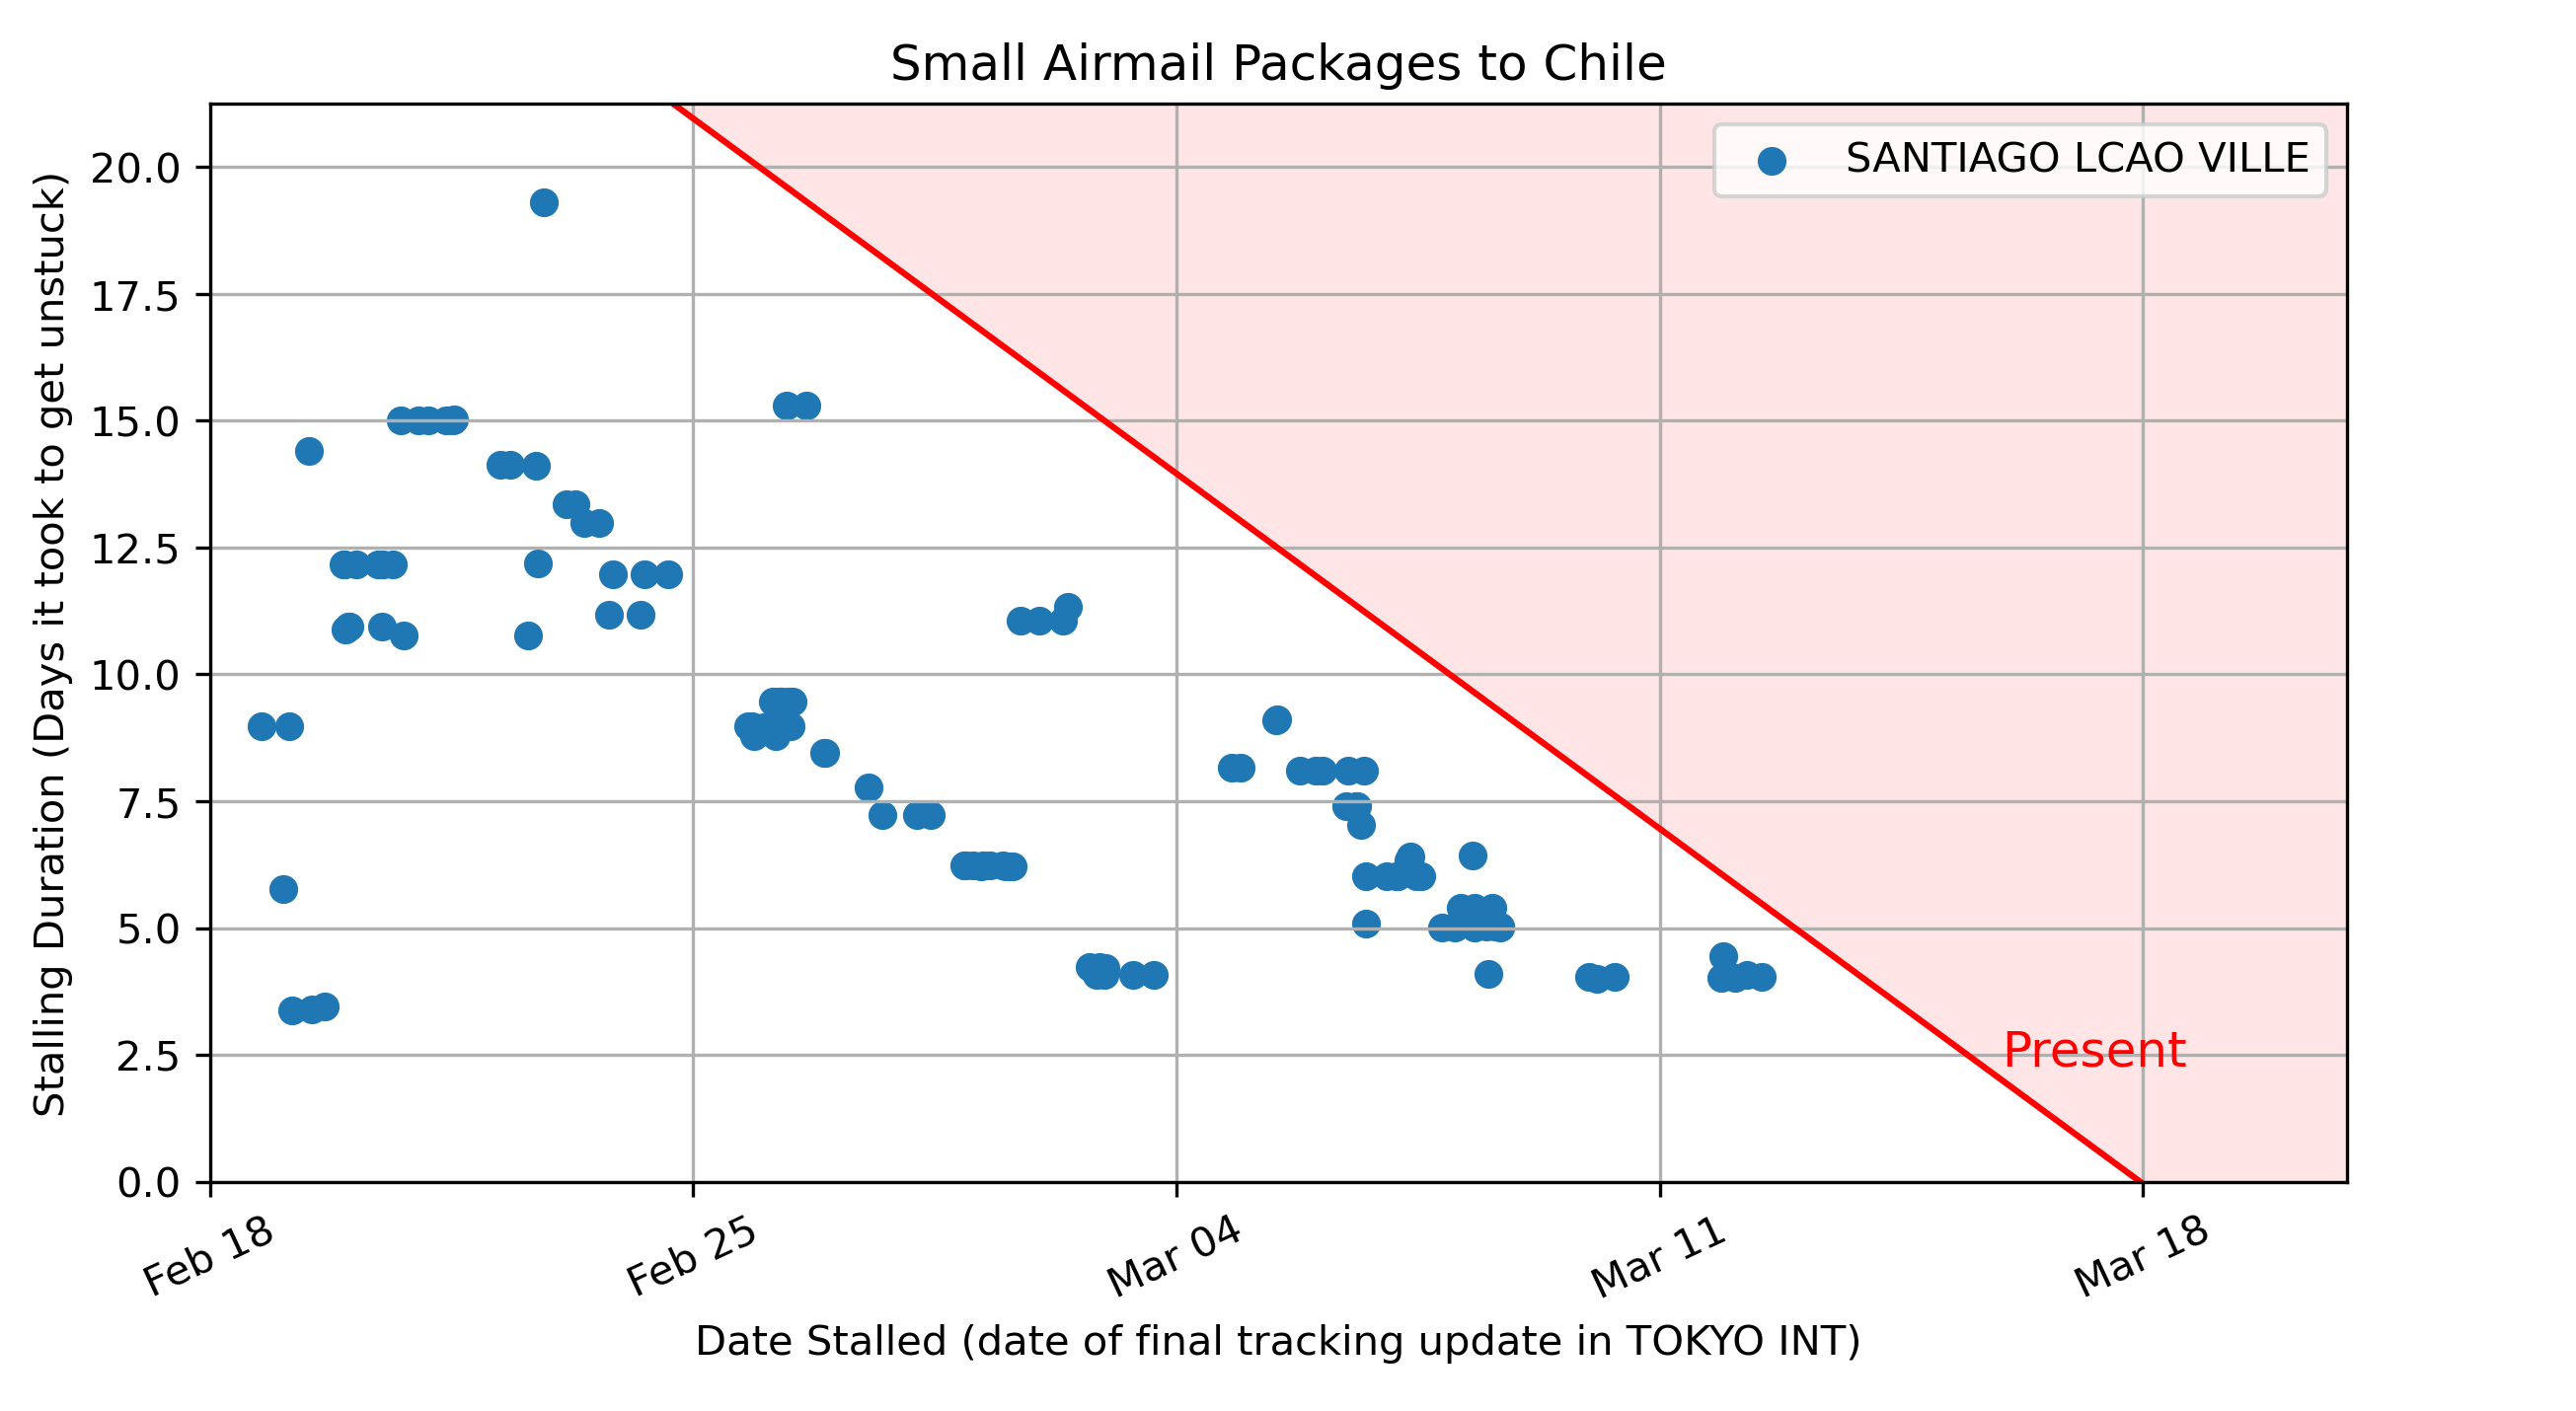 Small Airmail Packages to Chile
SANTIAGO LCAO VILLE
Stalling Duration (Days it took to get unstuck)
20.0
17.5
15.0
12.5
10.0
7.5
5.0
2.5
0.0
Present
Feb 18
Feb 25
Mar 04
Mar 11
Mar 18
Date Stalled (date of final tracking update in TOKYO INT)